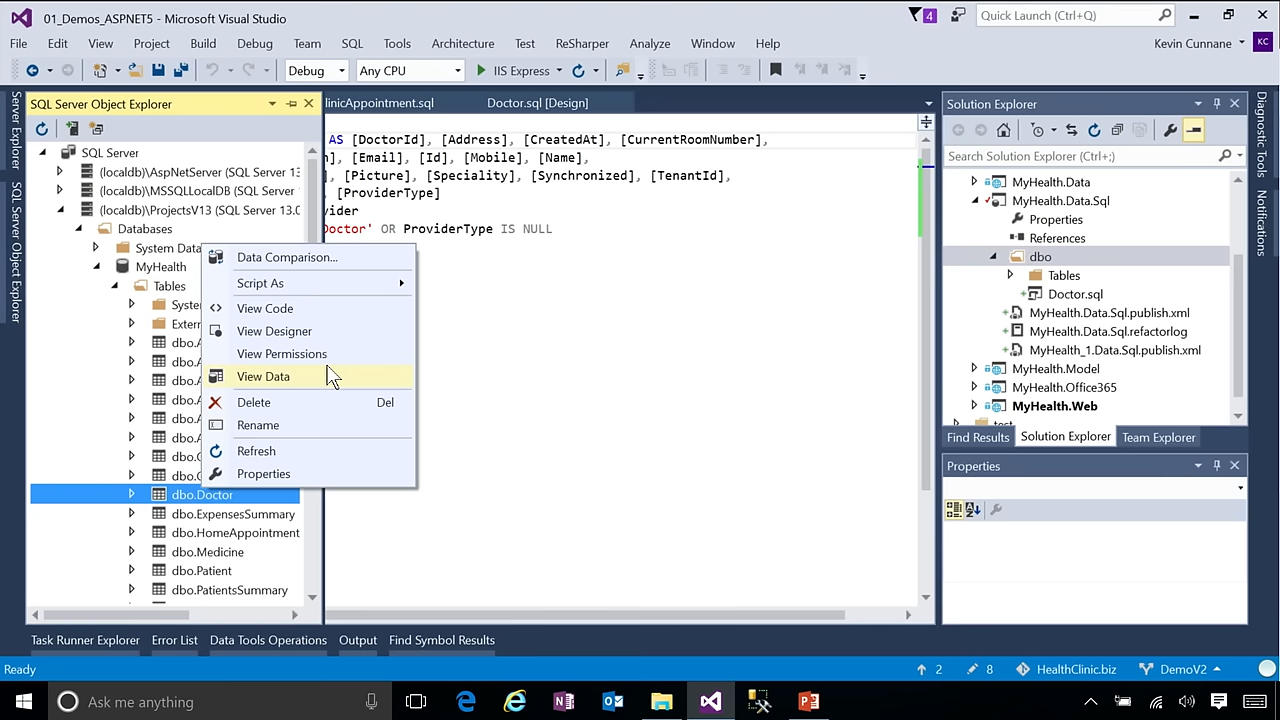 01_Demos_ASPNET5 - Microsoft Visual Studio
4
Quick Launch (Ctrl+Q)
File Edit View Project Build Debug Team SQL Tools Architecture Test ReSharper Analyze Window Help
Kevin Cunnane
KC
Debug
Any CPU
IIS Express
Server Explorer
SQL Server Object Explorer
SQL Server Object Explorer
SQL Server
(localdb)\AspNetServer (SQL Server 13
(localdb)\MSSQLLocalDB (SQL Server
(localdb)\ProjectsV13 (SQL Server 13.0
Databases
System Data
MyHealth
Tables
Syste
Extern
dbo.A
dbo.A
dbo.A
dbo.A
dbo.A
dbo.A
dbo.C
dbo.C
dbo.Doctor
dbo.ExpensesSummary
dbo.HomeAppointment
dbo.Medicine
dbo.Patient
dbo.PatientsSummary
Data Comparison...
Script As
View Code
View Designer
View Permissions
View Data
Delete Del
Rename
Refresh
Properties
linicAppointment.sql
Doctor.sql [Design]
AS [DoctorId], [Address], [CreatedAt], [CurrentRoomNumber],
], [Email], [Id], [Mobile], [Name],
], [Picture], [Speciality], [Synchronized], [TenantId],
[ProviderType]
vider
Doctor' OR ProviderType IS NULL
Solution Explorer
Search Solution Explorer (Ctrl+;)
MyHealth.Data
MyHealth.Data.Sql
Properties
References
dbo
Tables
Doctor.sql
MyHealth.Data.Sql.publish.xml
MyHealth.Data.Sql.refactorlog
MyHealth_1.Data.Sql.publish.xml
MyHealth.Model
MyHealth.Office365
MyHealth.Web
test
Find Results Solution Explorer Team Explorer
Properties
Diagnostic Tools
Notifications
Task Runner Explorer Error List Data Tools Operations Output Find Symbol Results
Ready
2
8
HealthClinic.biz
DemoV2
Ask me anything